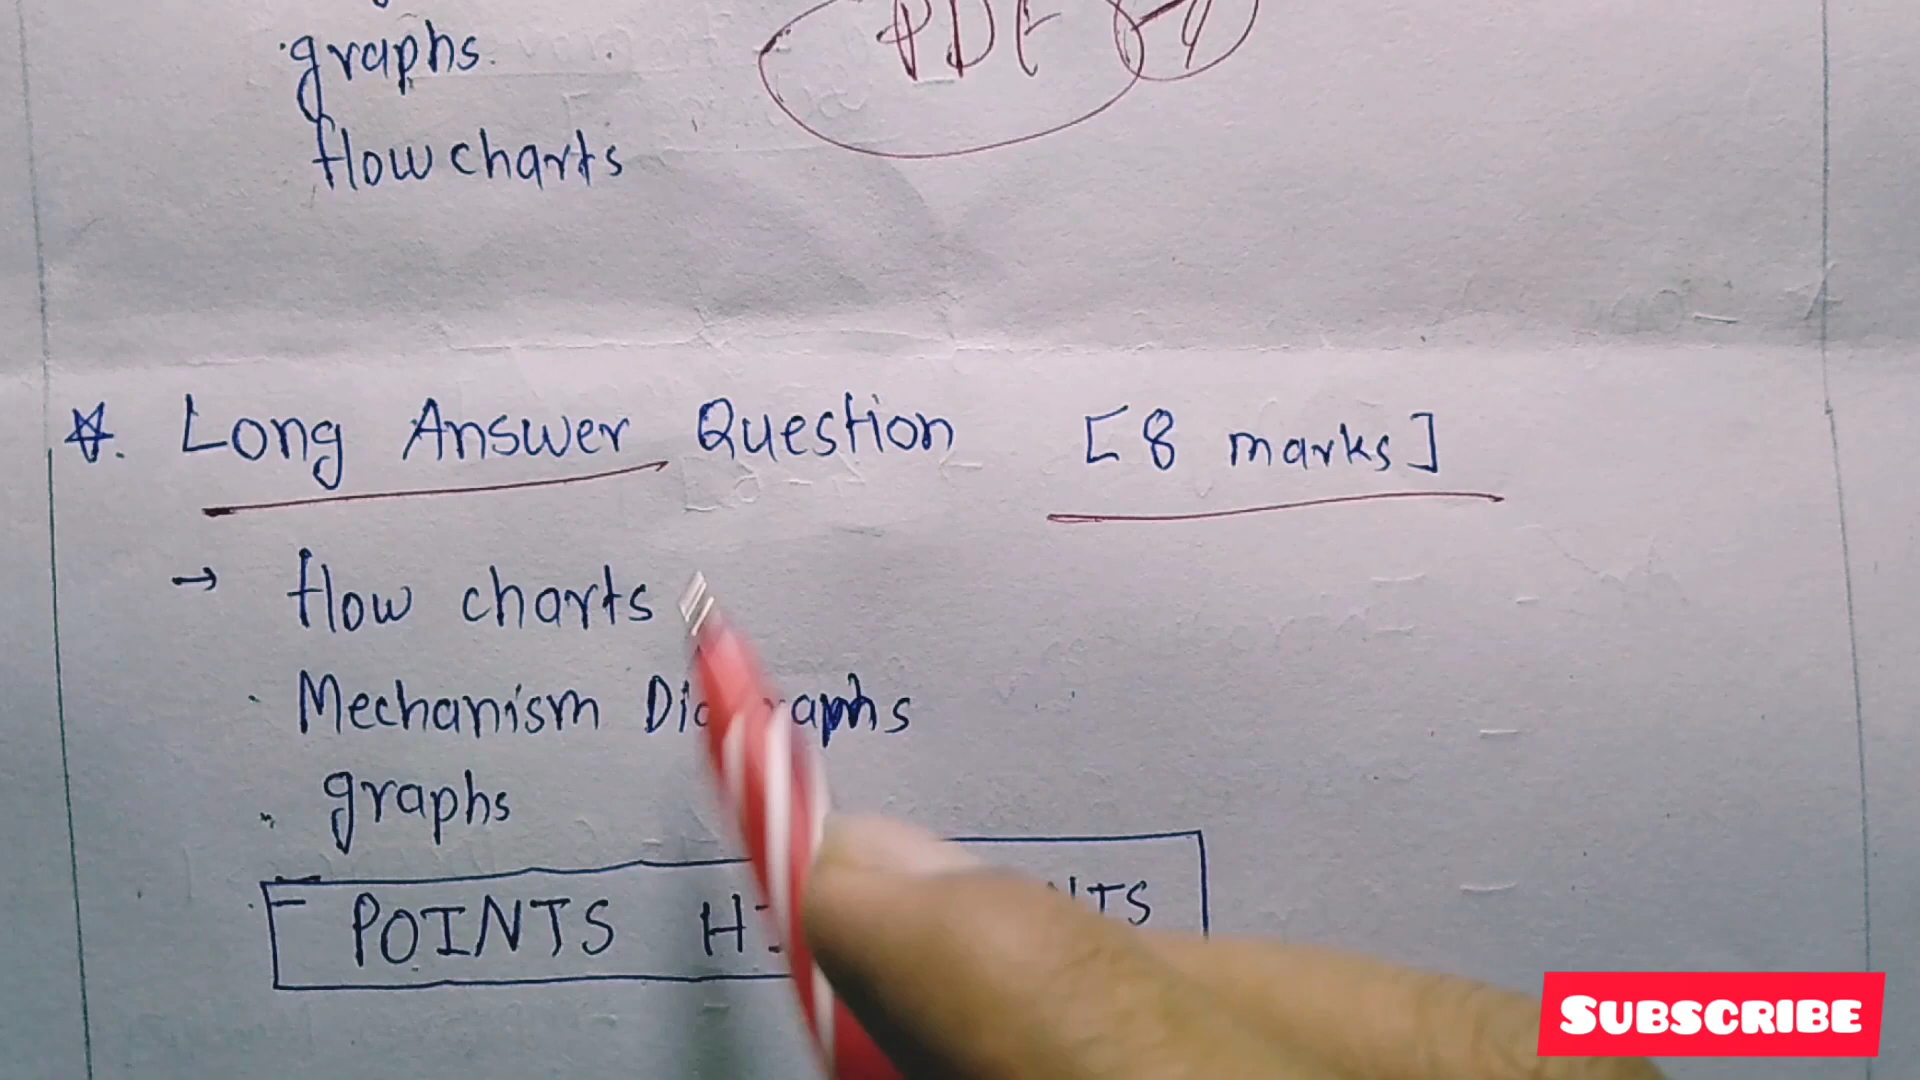 graphs
PDF
flow charts
Long Answer Question [8 marks]
→ flow charts
Mechanism
graphs
POINTS
SUBSCRIBE